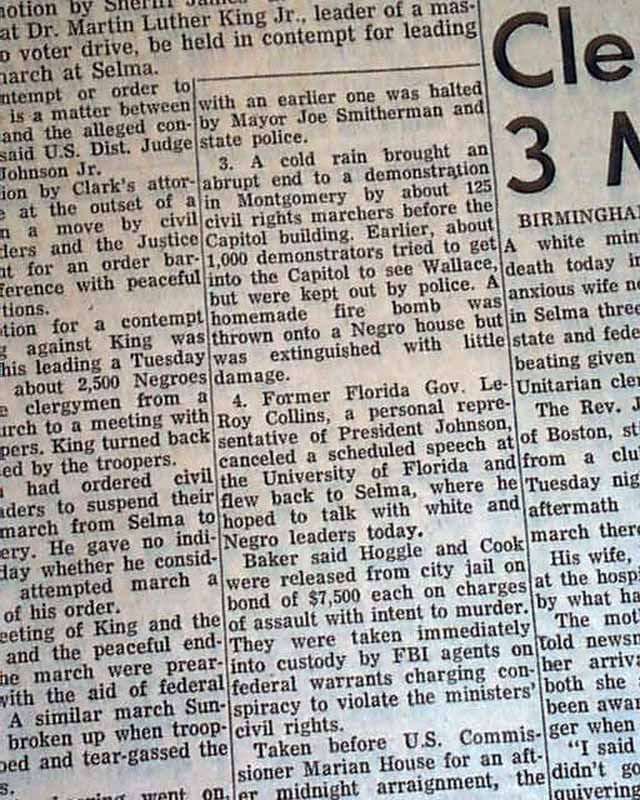 motion by Sheriff James
at Dr. Martin Luther King Jr., leader of a mas-
o voter drive, be held in contempt for leading
march at Selma.
ntempt or order to
is a matter between
and the alleged con-
said U.S. Dist. Judge
Johnson Jr.
ion by Clark's attor-
e at the outset of a
n a move by civil
ders and the Justice
nt for an order bar-
ference with peaceful
tions.
tion for a contempt
g against King was
his leading a Tuesday
about 2,500 Negroes
e clergymen from a
urch to a meeting with
pers. King turned back
ed by the troopers.
had ordered civil
aders to suspend their
march from Selma to
ery. He gave no indi-
day whether he consid-
attempted march a
of his order.
eeting of King and the
and the peaceful end-
he march were prear-
with the aid of federal
A similar march Sun-
broken up when troop-
bed and tear-gassed the
s.
went on,
with an earlier one was halted
by Mayor Joe Smitherman and
state police.
3. A cold rain brought an
abrupt end to a demonstration
in Montgomery by about 125
civil rights marchers before the
Capitol building. Earlier, about
1,000 demonstrators tried to get
into the Capitol to see Wallace,
but were kept out by police. A
homemade fire bomb was
thrown onto a Negro house but
was extinguished with little
damage.
4. Former Florida Gov. Le-
Roy Collins, a personal repre-
sentative of President Johnson,
canceled a scheduled speech at
the University of Florida and
flew back to Selma, where he
hoped to talk with white and
Negro leaders today.
Baker said Hoggle and Cook
were released from city jail on
bond of $7,500 each on charges
of assault with intent to murder.
They were taken immediately
into custody by FBI agents on
federal warrants charging con-
spiracy to violate the ministers'
civil rights.
Taken before U.S. Commis-
sioner Marian House for an aft-
er midnight arraignment, the
Cle
3 M
BIRMINGHA
A white min
death today in
anxious wife ne
in Selma three
state and fede
beating given
Unitarian cler
The Rev. J
of Boston, st
from a clu
Tuesday nig
aftermath
march there
His wife,
at the hospi
by what ha
The mot
told newsm
her arriva
both she
been awar
ger when
"I said
didn't go
quivering